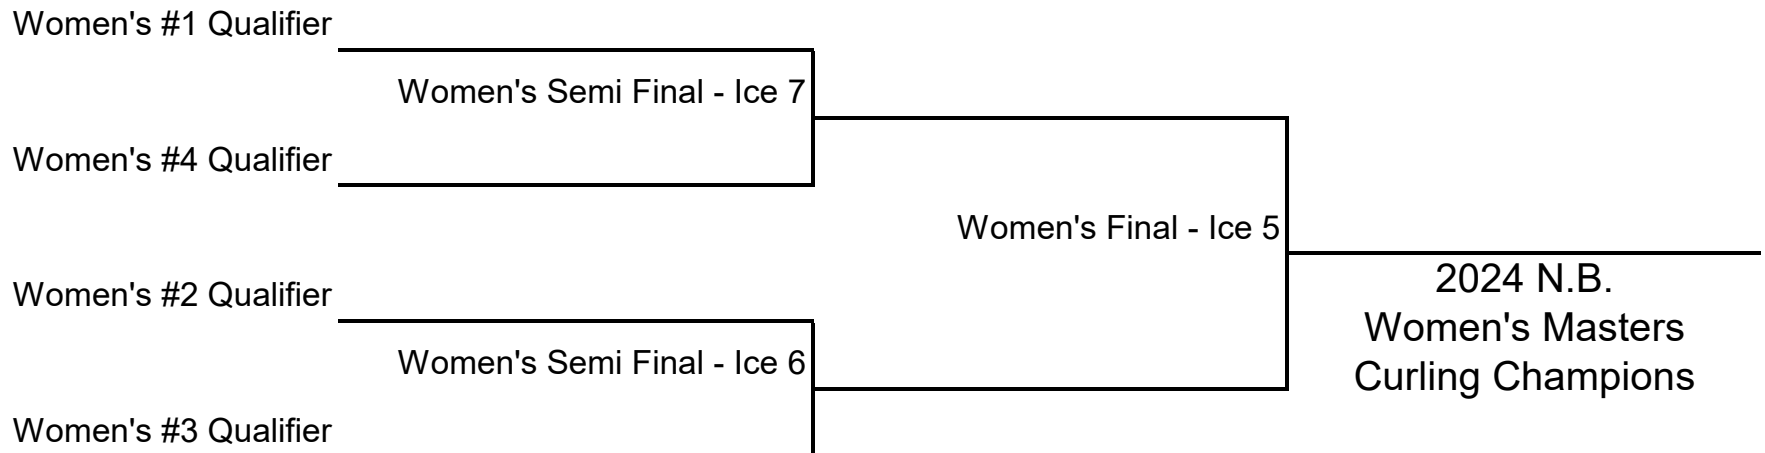 Women's #1 Qualifier
Women's Semi Final - Ice 7
Women's #4 Qualifier
Women's Final - Ice 5
Women's #2 Qualifier
Women's Semi Final - Ice 6
Women's #3 Qualifier
2024 N.B.
Women's Masters
Curling Champions